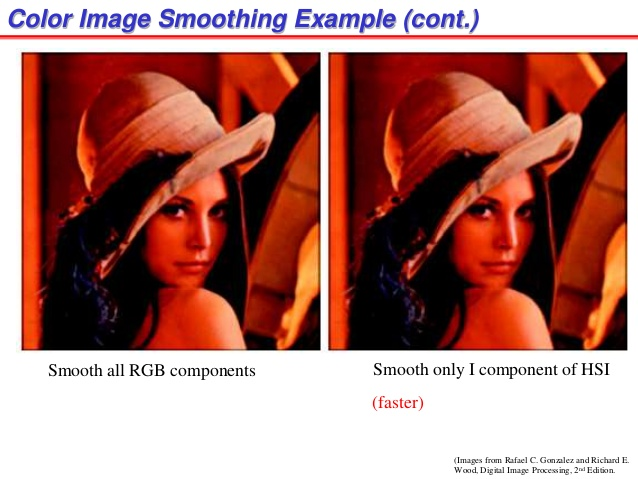 Color Image Smoothing Example (cont.)
Smooth all RGB components
Smooth only I component of HSI
(faster)
(Images from Rafael C. Gonzalez and Richard E.
Wood, Digital Image Processing, 2nd Edition.